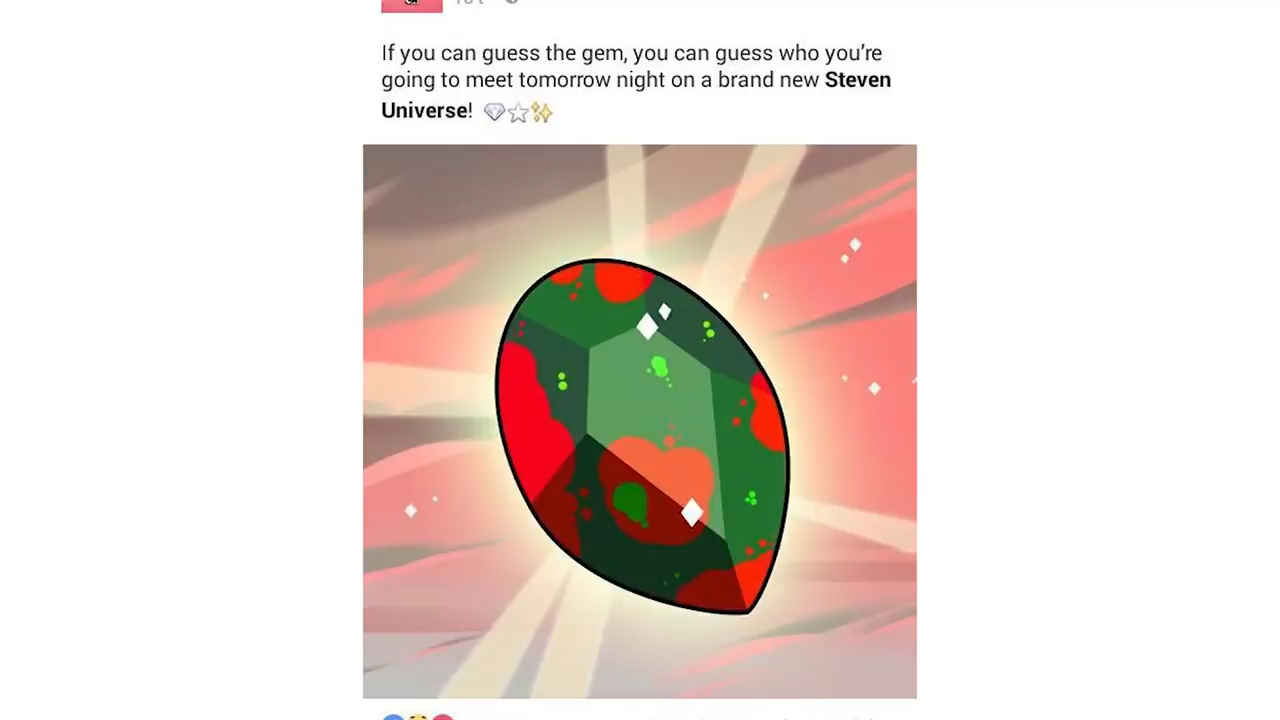 If you can guess the gem, you can guess who you’re
going to meet tomorrow night on a brand new Steven
Universe!